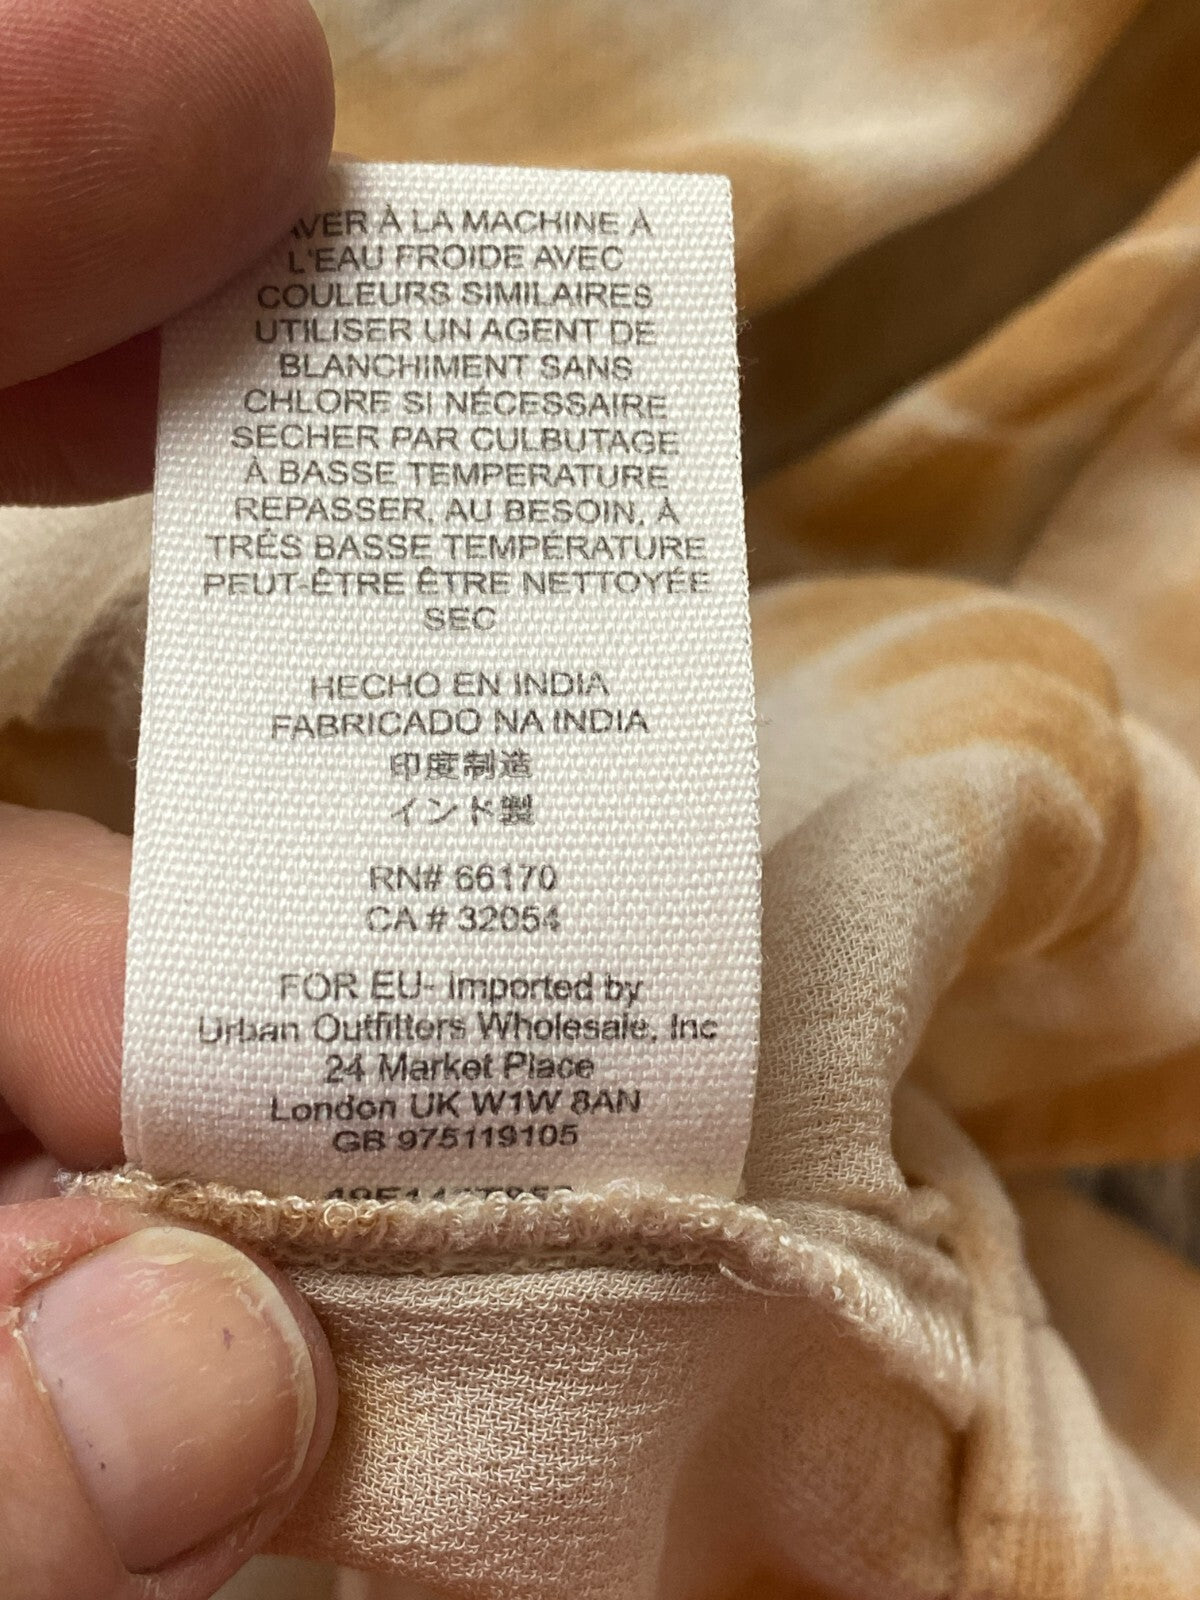 AVER À LA MACHINE À
L'EAU FROIDE AVEC
COULEURS SIMILAIRES
UTILISER UN AGENT DE
BLANCHIMENT SANS
CHLORE SI NÉCESSAIRE
SECHER PAR CULBUTAGE
À BASSE TEMPERATURE
REPASSER, AU BESOIN, À
TRÉS BASSE TEMPÉRATURE
PEUT-ÊTRE ÊTRE NETTOYÉE
SEC
HECHO EN INDIA
FABRICADO NA INDIA
印度制造
インド製
RN# 66170
CA # 32054
FOR EU- imported by
Urban Outfitters Wholesale, Inc
24 Market Place
London UK W1W 8AN
GB 975119105